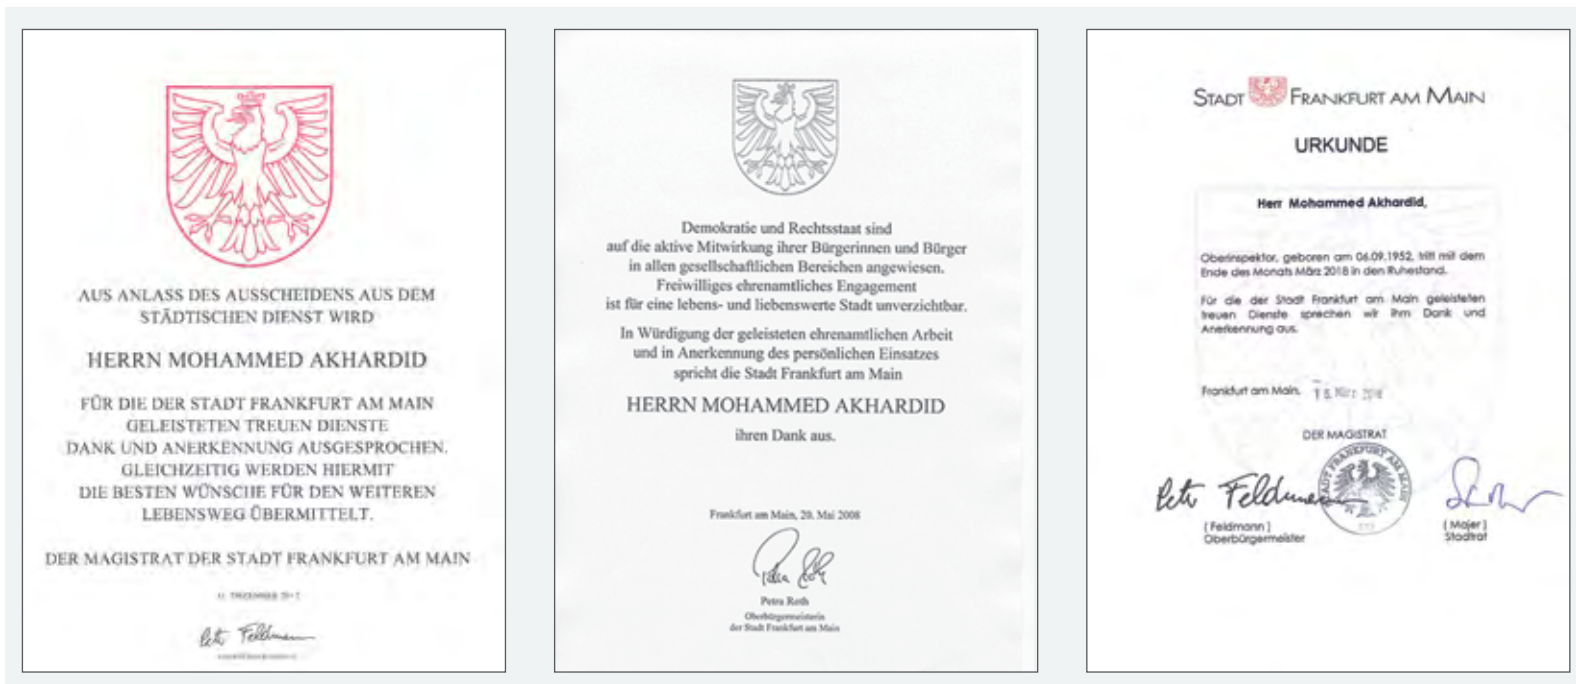 AUS ANLASS DES AUSSCHEIDENS AUS DEM
STÄDTISCHEN DIENST WIRD
HERRN MOHAMMED AKHARDID
FÜR DIE DER STADT FRANKFURT AM MAIN
GELEISTETEN TREUEN DIENSTE
DANK UND ANERKENNUNG AUSGESPROCHEN.
GLEICHZEITIG WERDEN HIERMIT
DIE BESTEN WÜNSCHE FÜR DEN WEITEREN
LEBENSWEG ÜBERMITTELT.
DER MAGISTRAT DER STADT FRANKFURT AM MAIN
DEZEMBER
Demokratie und Rechtsstaat sind
auf die aktive Mitwirkung ihrer Bürgerinnen und Bürger
in allen gesellschaftlichen Bereichen angewiesen.
Freiwilliges ehrenamtliches Engagement
ist für eine lebens- und liebenswerte Stadt unverzichtbar.
In Würdigung der geleisteten ehrenamtlichen Arbeit
und in Anerkennung des persönlichen Einsatzes
spricht die Stadt Frankfurt am Main
HERRN MOHAMMED AKHARDID
ihren Dank aus.
Frankfurt am Main, 20. Mai 2008
Petra Roth
Oberbürgermeisterin
der Stadt Frankfurt am Main
STADT FRANKFURT AM MAIN
URKUNDE
Herr Mohammed Akhardid,
Oberinspektor, geboren am 06.09.1952, tritt mit dem
Ende des Monats März 2018 in den Ruhestand.
Für die der Stadt Frankfurt am Main geleisteten
treuen Dienste sprechen wir ihm Dank und
Anerkennung aus.
Frankfurt am Main,
DER MAGISTRAT
STADT FRANKFURT AM MAIN
(Feldmann)
Oberbürgermeister
(Majer)
Stadtrat